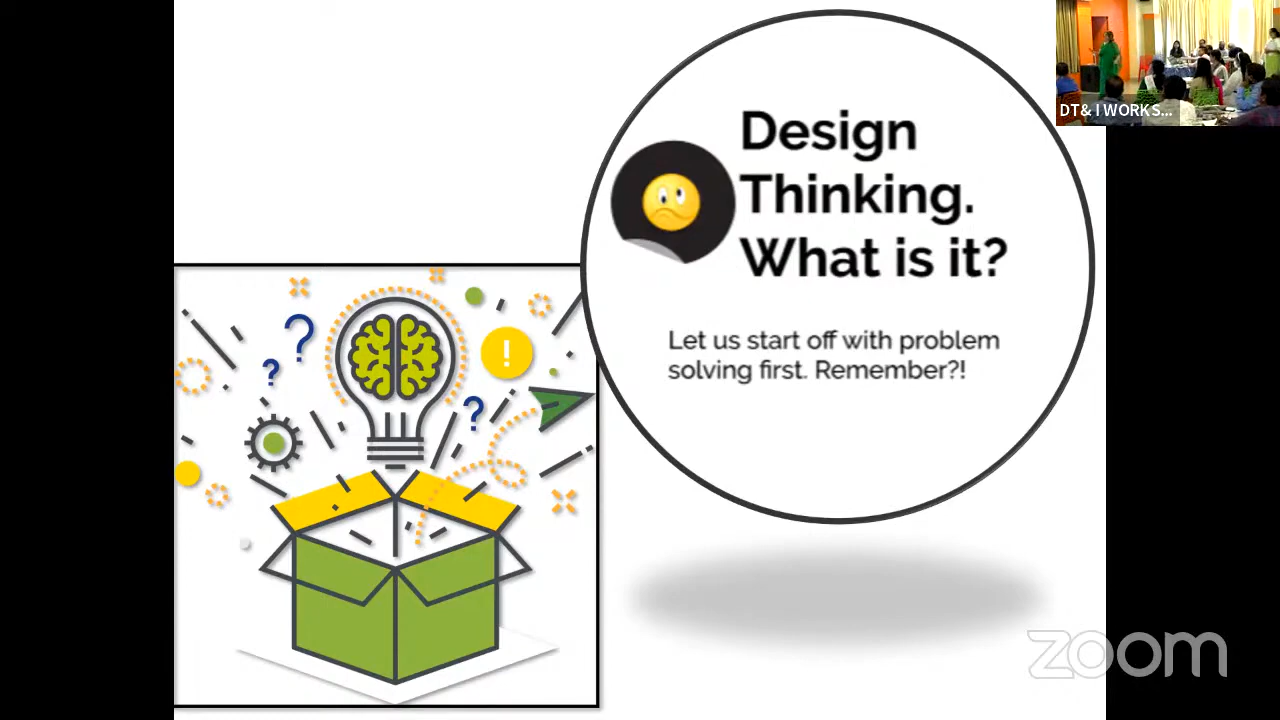 Design
Thinking.
What is it?
Let us start off with problem
solving first. Remember?!
?
?
?
!
DT& I WORKS...
zoom